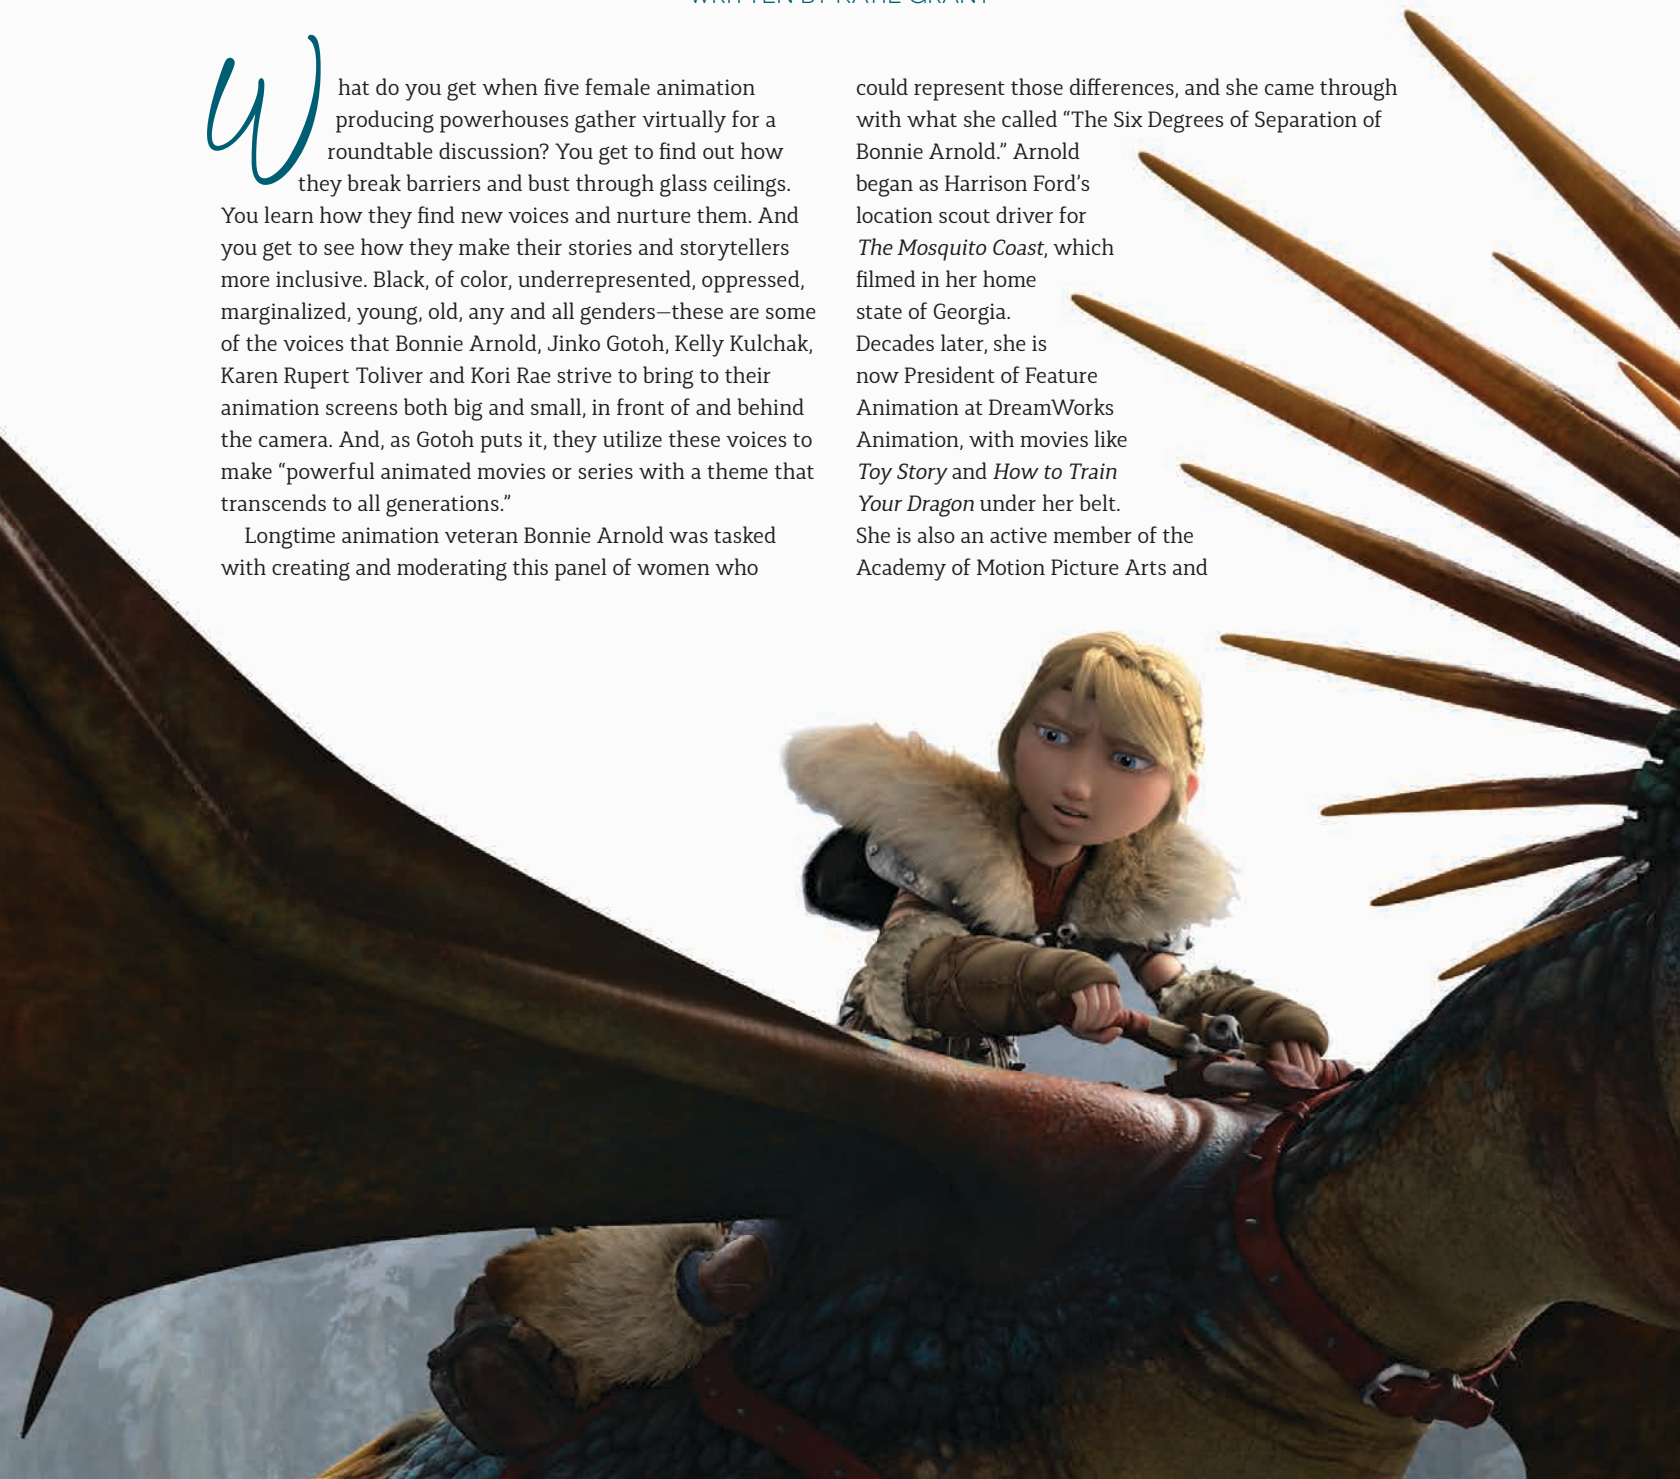 WRITTEN BY KATIE GRANT
What do you get when five female animation
producing powerhouses gather virtually for a
roundtable discussion? You get to find out how
they break barriers and bust through glass ceilings.
You learn how they find new voices and nurture them. And
you get to see how they make their stories and storytellers
more inclusive. Black, of color, underrepresented, oppressed,
marginalized, young, old, any and all genders—these are some
of the voices that Bonnie Arnold, Jinko Gotoh, Kelly Kulchak,
Karen Rupert Toliver and Kori Rae strive to bring to their
animation screens both big and small, in front of and behind
the camera. And, as Gotoh puts it, they utilize these voices to
make “powerful animated movies or series with a theme that
transcends to all generations.”
Longtime animation veteran Bonnie Arnold was tasked
with creating and moderating this panel of women who
could represent those differences, and she came through
with what she called “The Six Degrees of Separation of
Bonnie Arnold.” Arnold
began as Harrison Ford’s
location scout driver for
The Mosquito Coast, which
filmed in her home
state of Georgia.
Decades later, she is
now President of Feature
Animation at DreamWorks
Animation, with movies like
Toy Story and How to Train
Your Dragon under her belt.
She is also an active member of the
Academy of Motion Picture Arts and